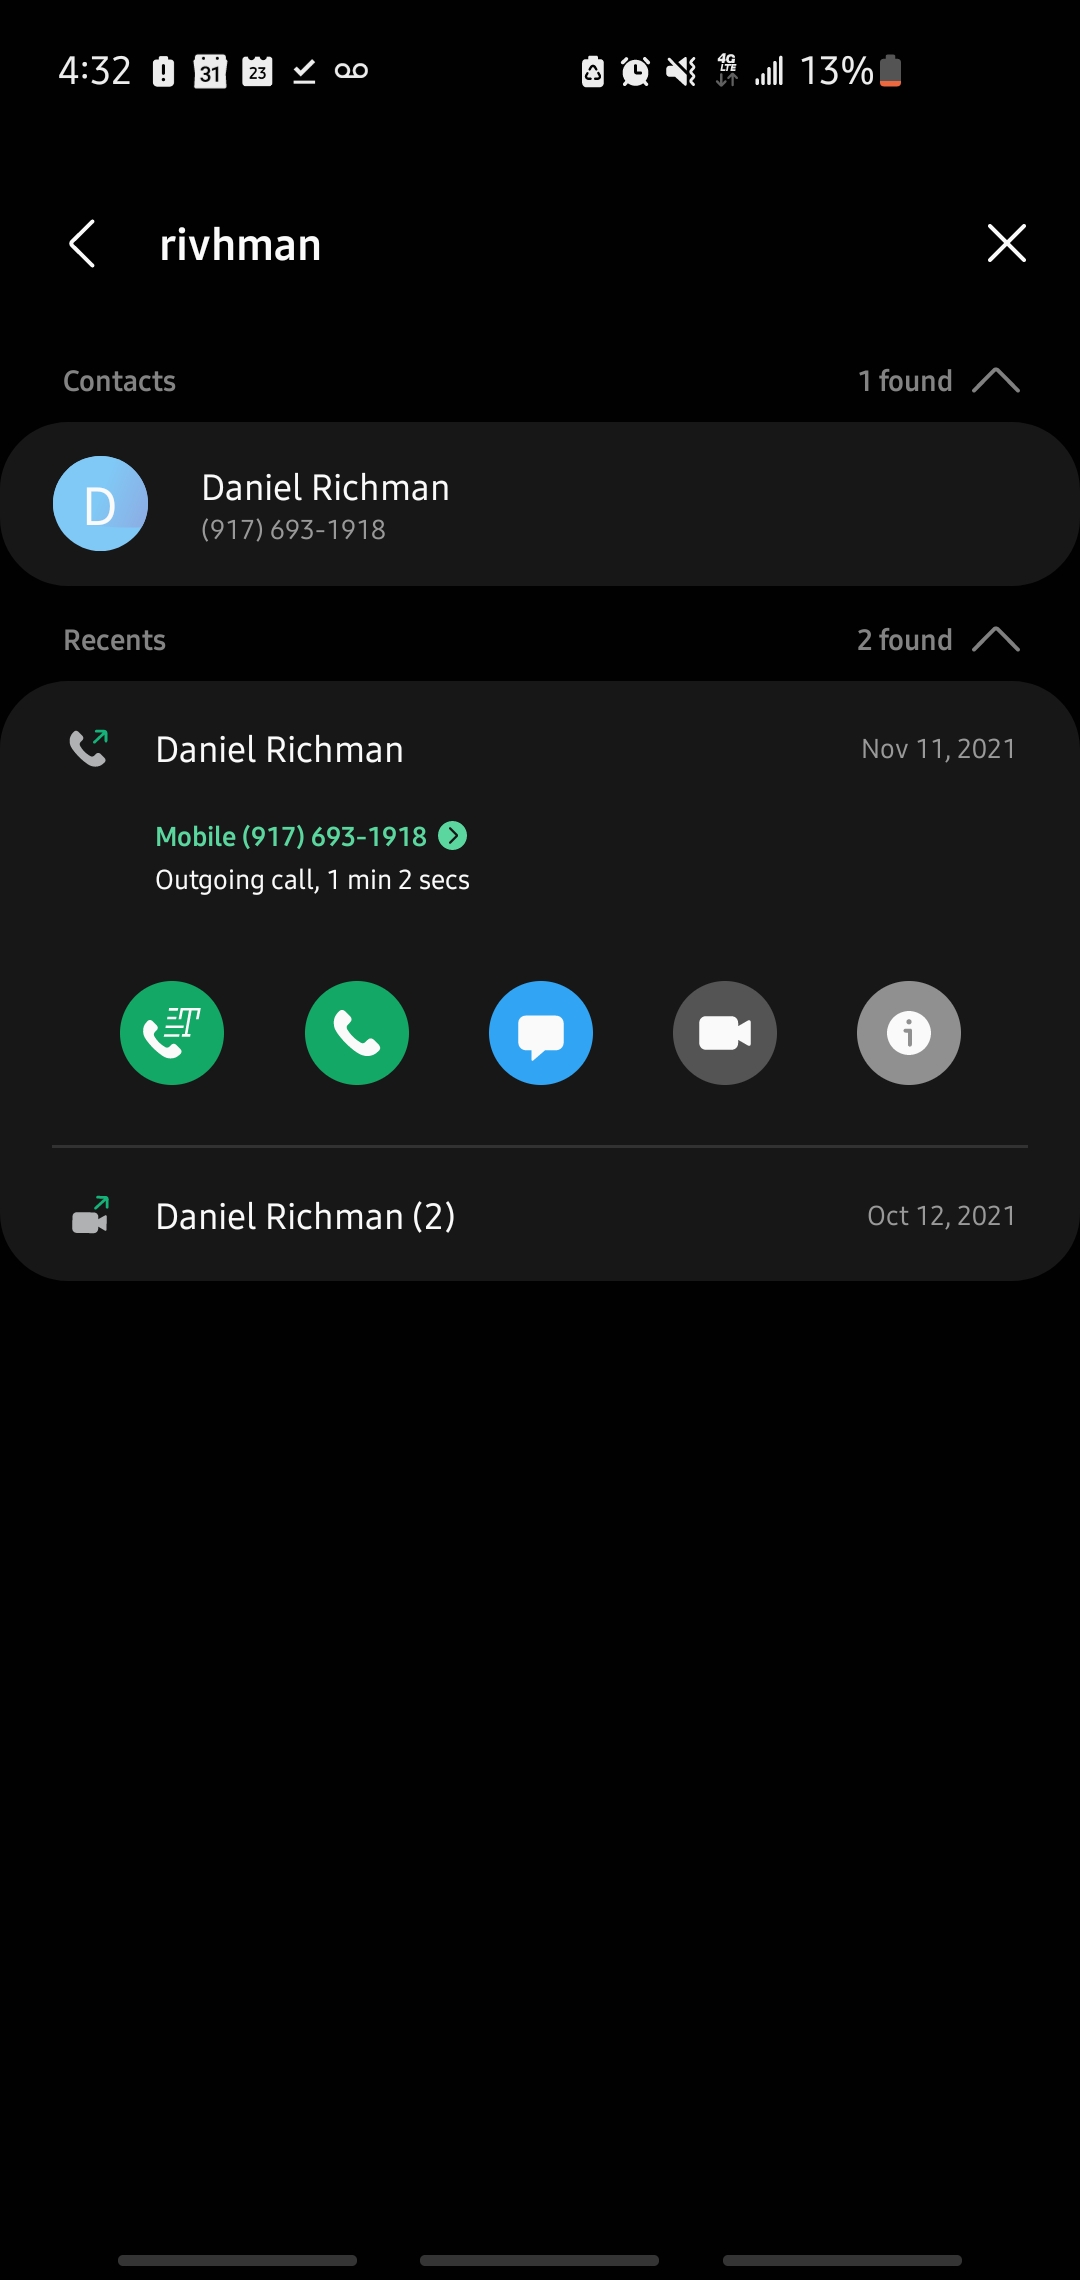 4:32 31 23 4G LTE 13%
rivhman
Contacts 1 found
D Daniel Richman
(917) 693-1918
Recents 2 found
Daniel Richman Nov 11, 2021
Mobile (917) 693-1918
Outgoing call, 1 min 2 secs
T
Daniel Richman (2) Oct 12, 2021